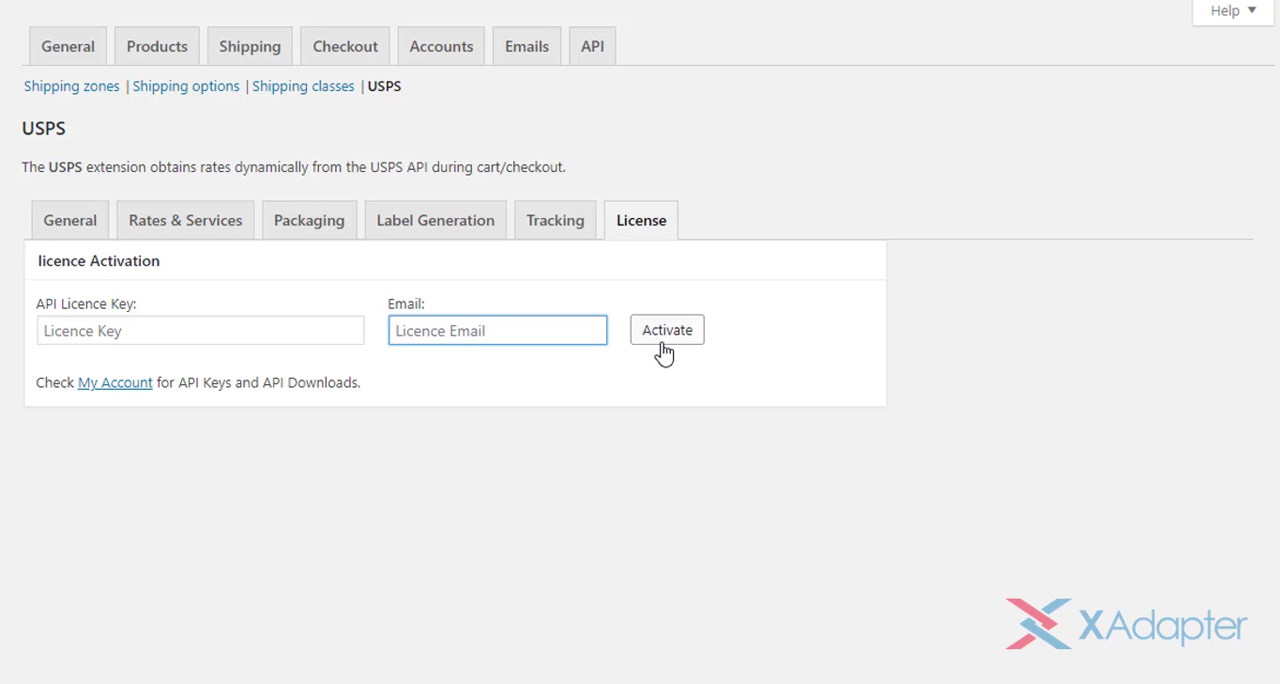 Help ▼
General Products Shipping Checkout Accounts Emails API
Shipping zones | Shipping options | Shipping classes | USPS
USPS
The USPS extension obtains rates dynamically from the USPS API during cart/checkout.
General Rates & Services Packaging Label Generation Tracking License
licence Activation
API Licence Key: Email:
Licence Key Licence Email Activate
Check My Account for API Keys and API Downloads.
XAdapter